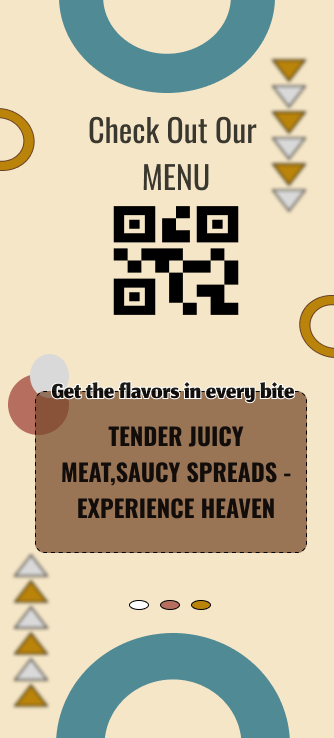 Check Out Our
MENU
Get the flavors in every bite
TENDER JUICY
MEAT,SAUCY SPREADS -
EXPERIENCE HEAVEN